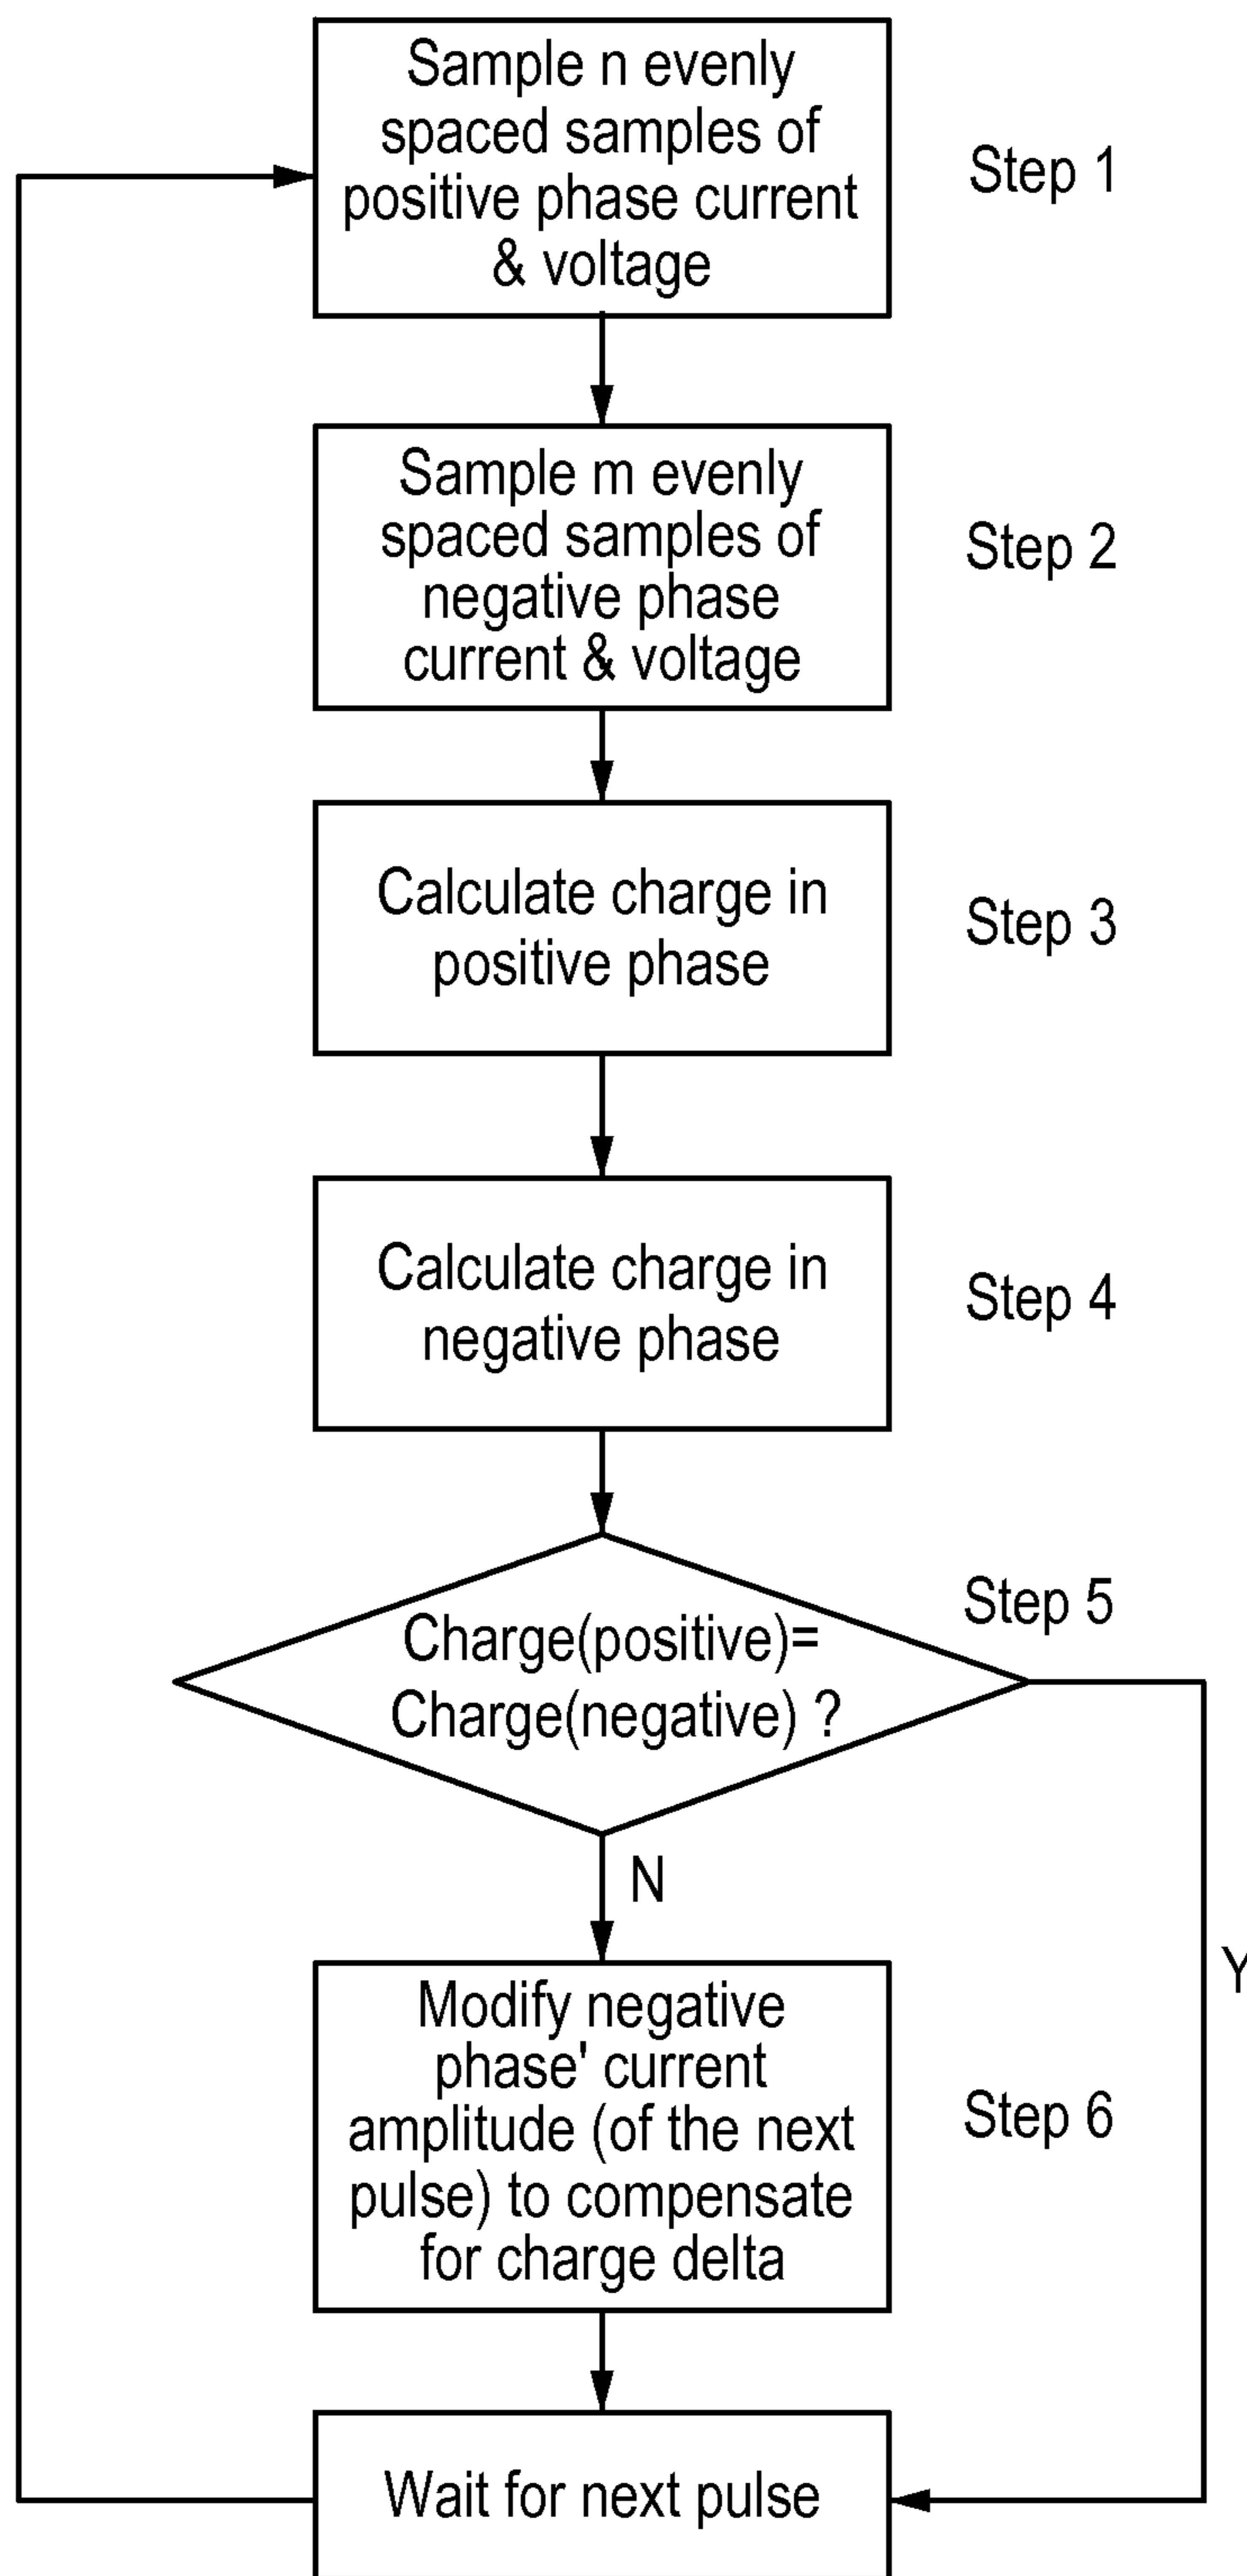 Sample n evenly
spaced samples of
positive phase current
& voltage
Step 1
Sample m evenly
spaced samples of
negative phase
current & voltage
Step 2
Calculate charge in
positive phase
Step 3
Calculate charge in
negative phase
Step 4
Charge(positive)=
Charge(negative) ?
Step 5
N
Y
Modify negative
phase' current
amplitude (of the next
pulse) to compensate
for charge delta
Step 6
Wait for next pulse